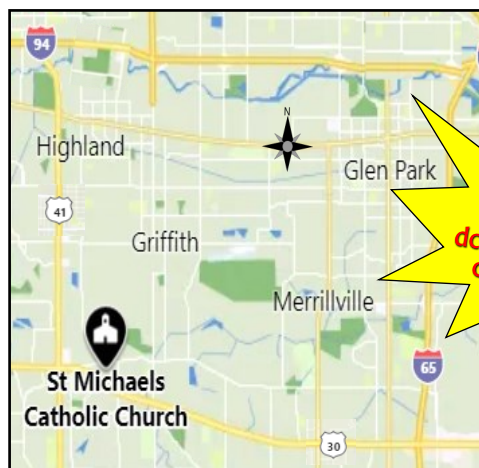 94
N
Highland
Glen Park
41
Griffith
Merrillville
St Michaels
Catholic Church
65
30